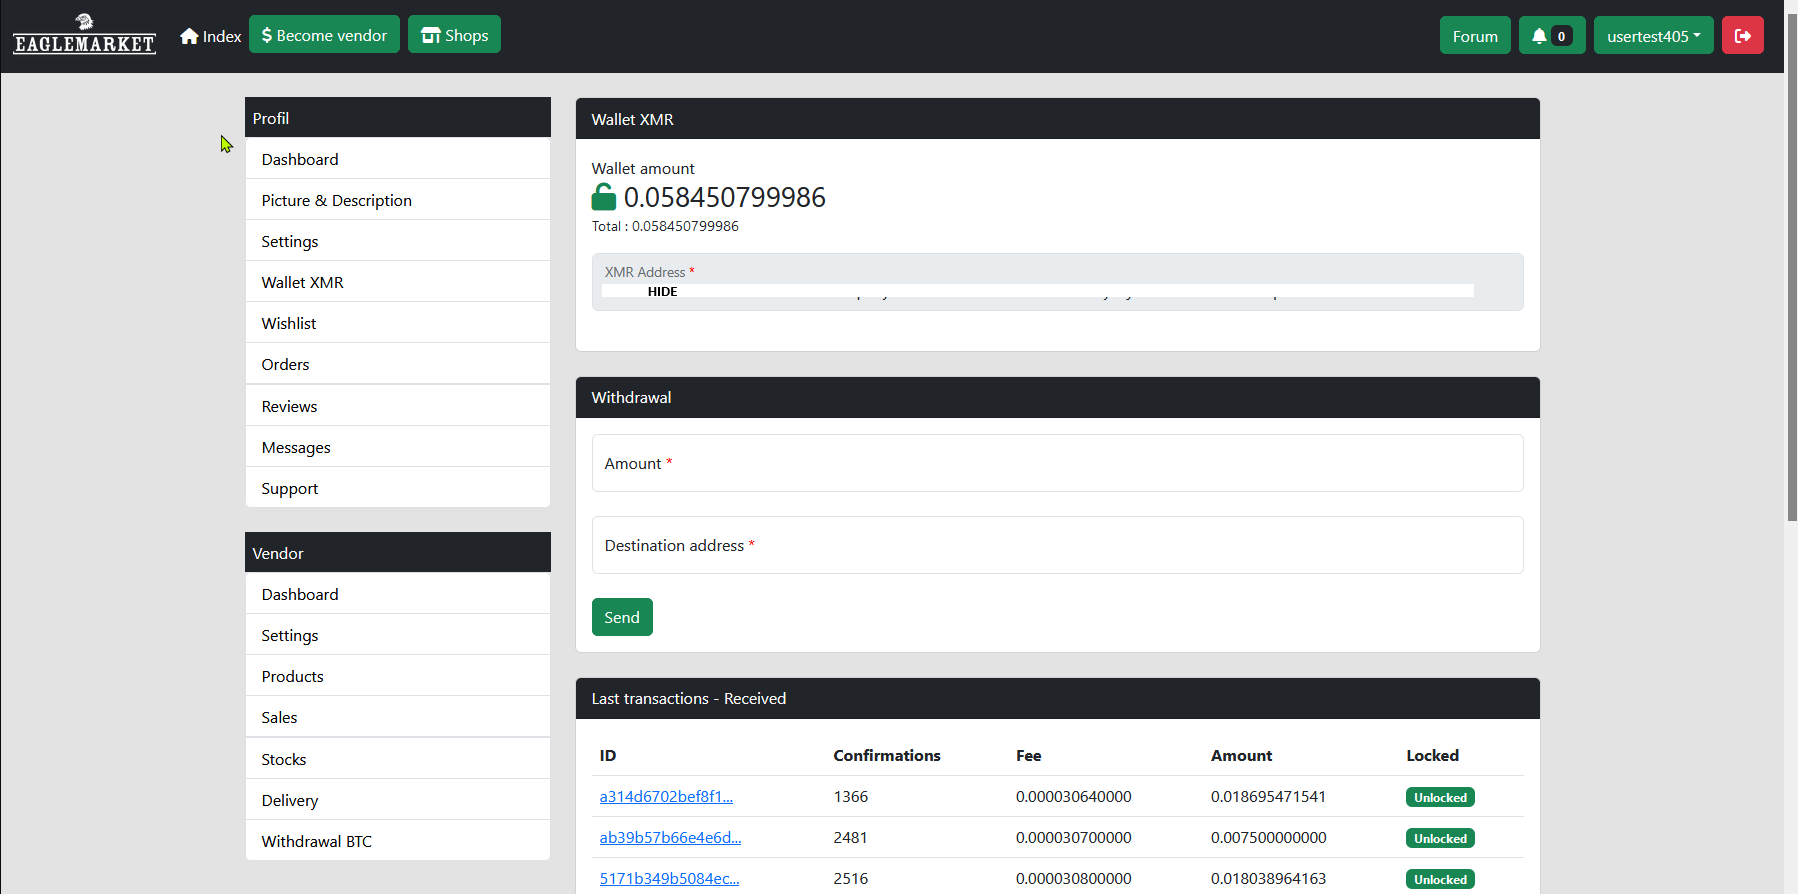 EAGLEMARKET Index Become vendor Shops Forum 0 usertest405
Profil
Dashboard
Picture & Description
Settings
Wallet XMR
Wishlist
Orders
Reviews
Messages
Support
Vendor
Dashboard
Settings
Products
Sales
Stocks
Delivery
Withdrawal BTC
Wallet XMR
Wallet amount
0.058450799986
Total : 0.058450799986
XMR Address *
HIDE
Withdrawal
Amount *
Destination address *
Send
Last transactions - Received
ID Confirmations Fee Amount Locked
a314d6702bef8f1... 1366 0.000030640000 0.018695471541 Unlocked
ab39b57b66e4e6d... 2481 0.000030700000 0.007500000000 Unlocked
5171b349b5084ec... 2516 0.000030800000 0.018038964163 Unlocked